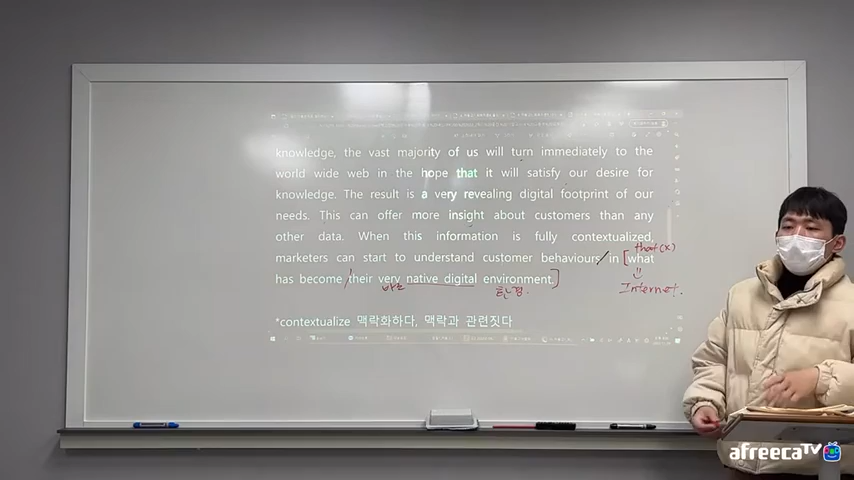 knowledge, the vast majority of us will turn immediately to the
world wide web in the hope that it will satisfy our desire for
knowledge. The result is a very revealing digital footprint of our
needs. This can offer more insight about customers than any
other data. When this information is fully contextualized,
that (X)
marketers can start to understand customer behaviours / in [what
has become / their very native digital environment.]
바로
환경.
Internet.
*contextualize 맥락화하다, 맥락과 관련짓다
afreecaTV